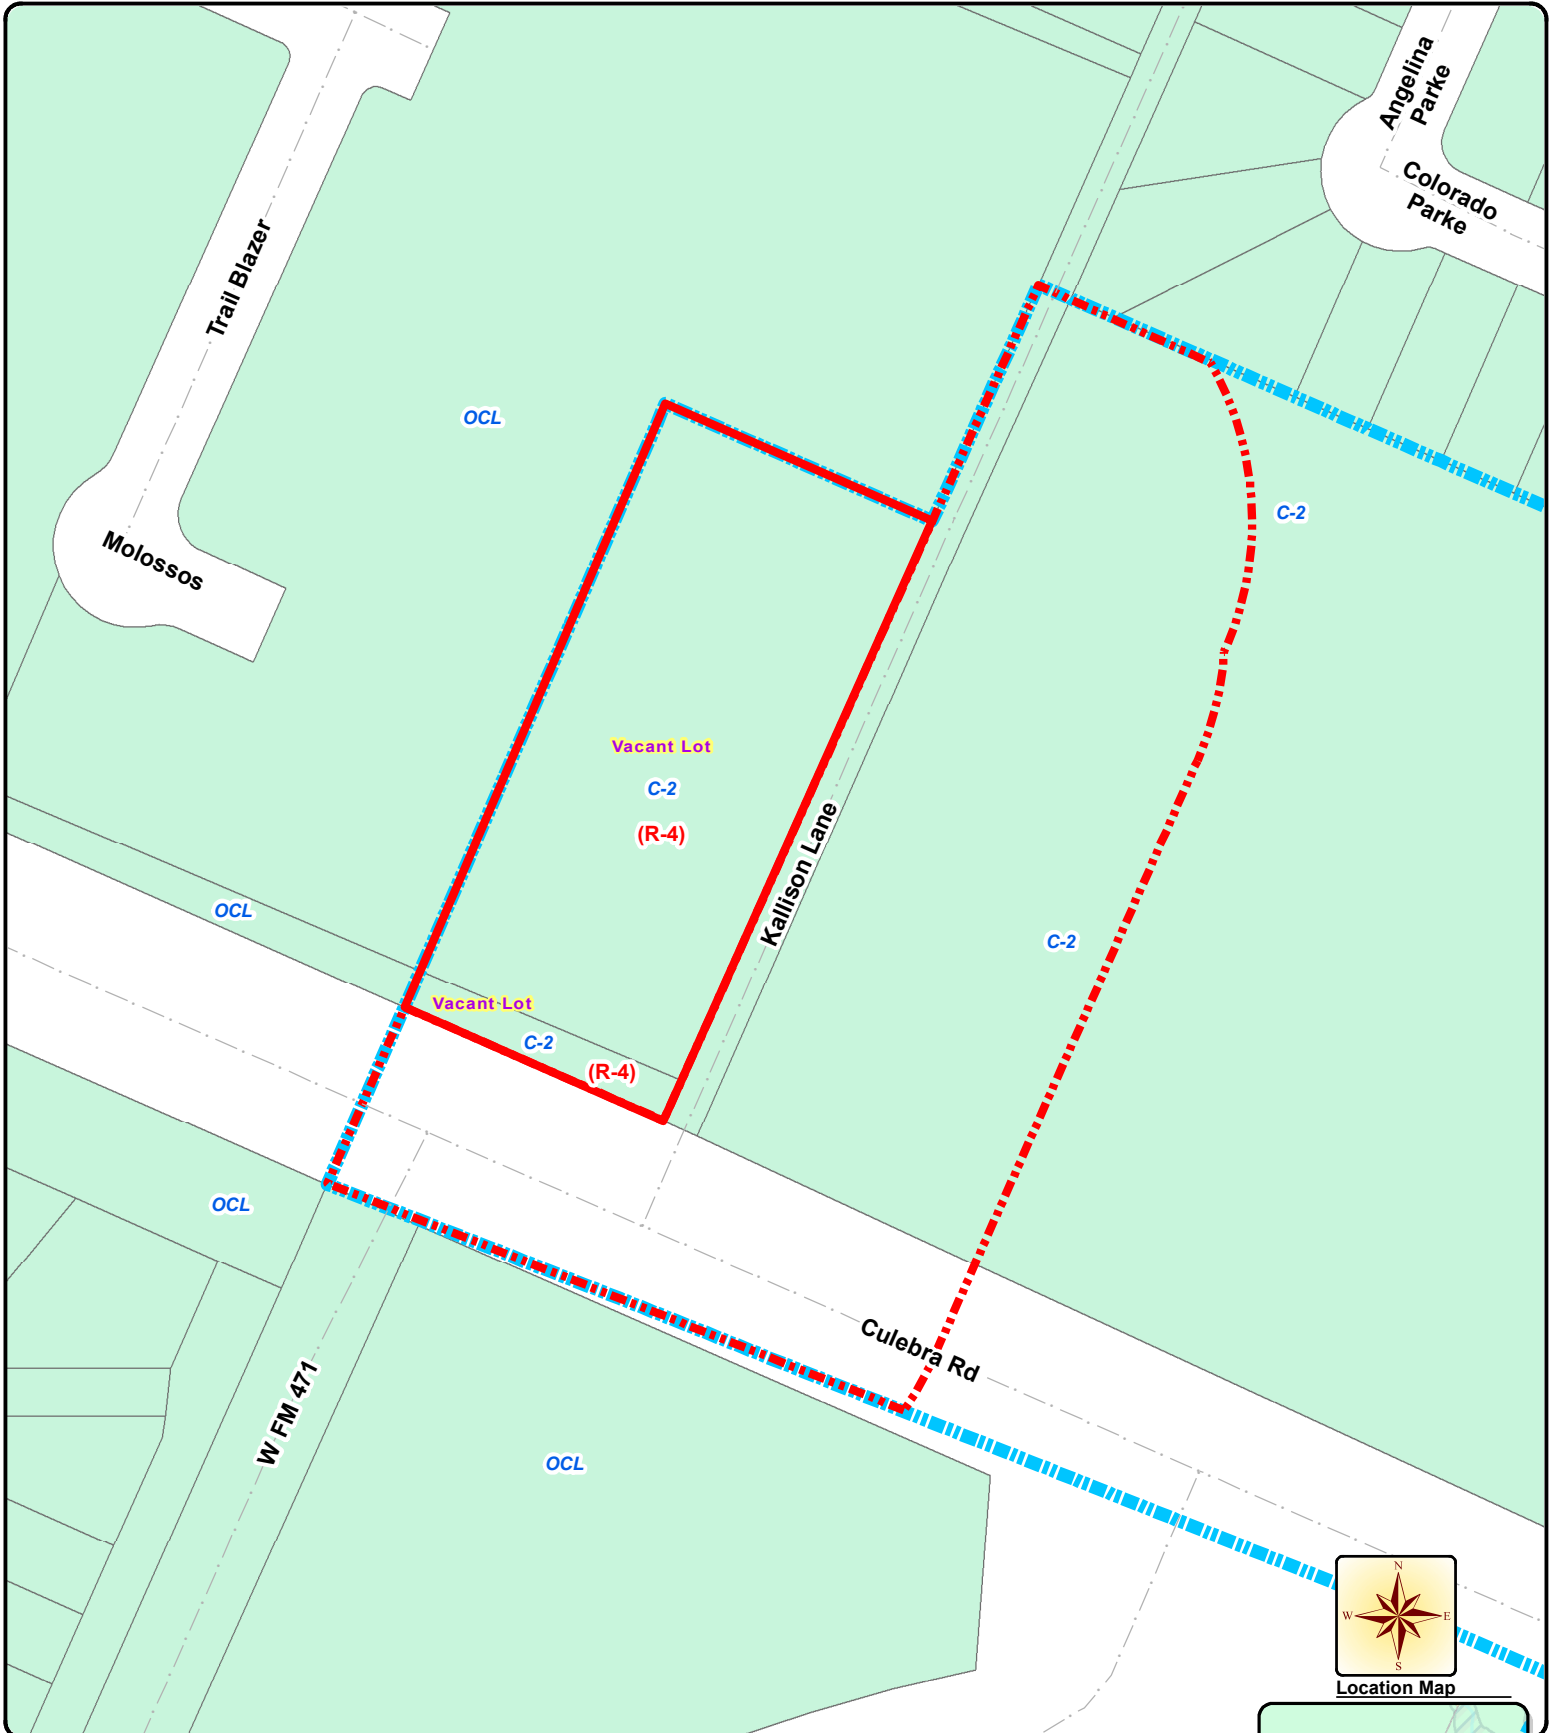 Angelina
Parke
Colorado
Parke
Trail Blazer
OCL
C-2
Molossos
Vacant Lot
C-2
(R-4)
Kallison Lane
OCL
C-2
Vacant Lot
C-2
(R-4)
OCL
Culebra Rd
W FM 471
OCL
N
W
E
S
Location Map